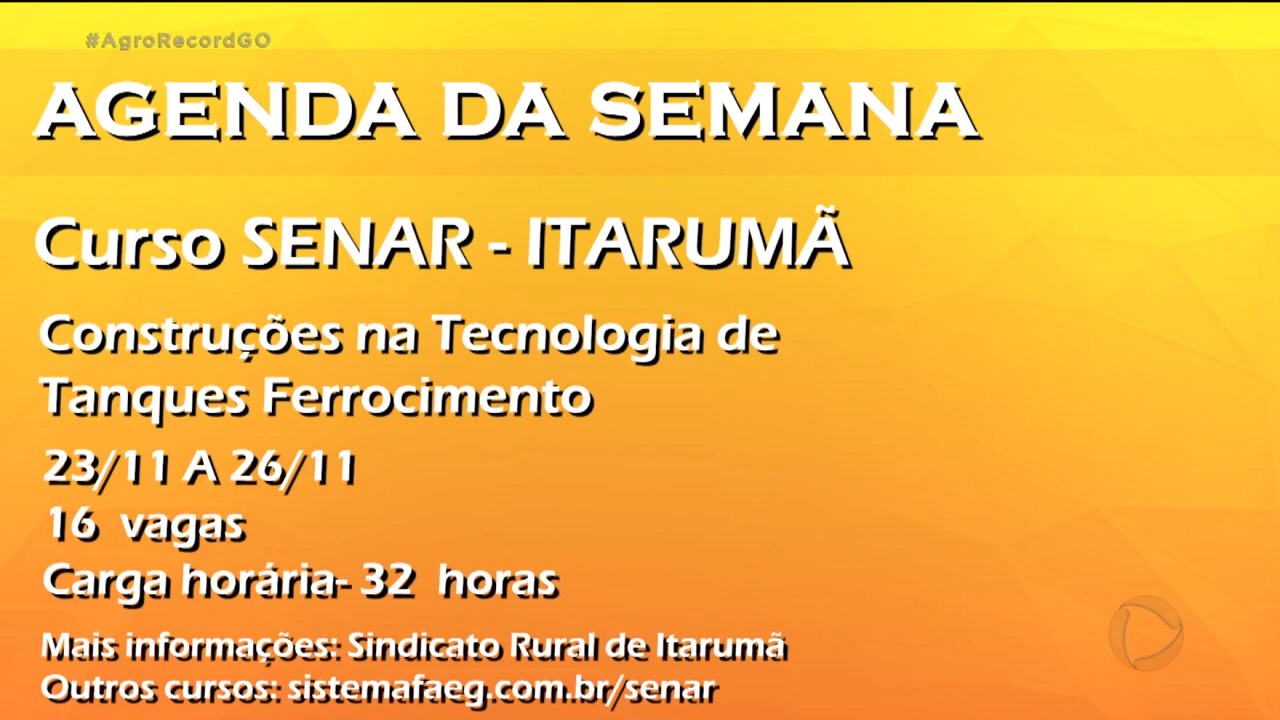 #AgroRecordGO
AGENDA DA SEMANA
Curso SENAR - ITARUMÃ
Construções na Tecnologia de
Tanques Ferrocimento
23/11 A 26/11
16 vagas
Carga horária- 32 horas
Mais informações: Sindicato Rural de Itarumã
Outros cursos: sistemafaeg.com.br/senar